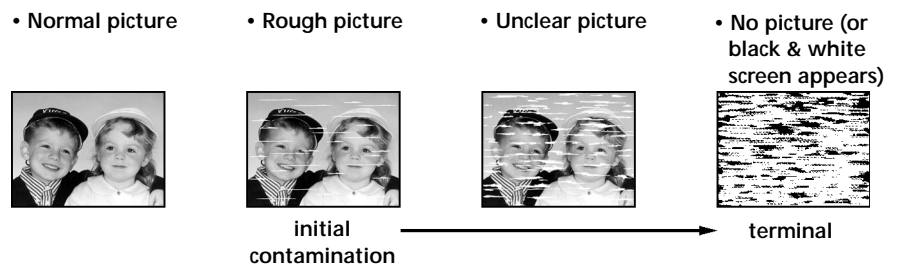 • Normal picture
• Rough picture
• Unclear picture
• No picture (or
black & white
screen appears)
initial
contamination
terminal